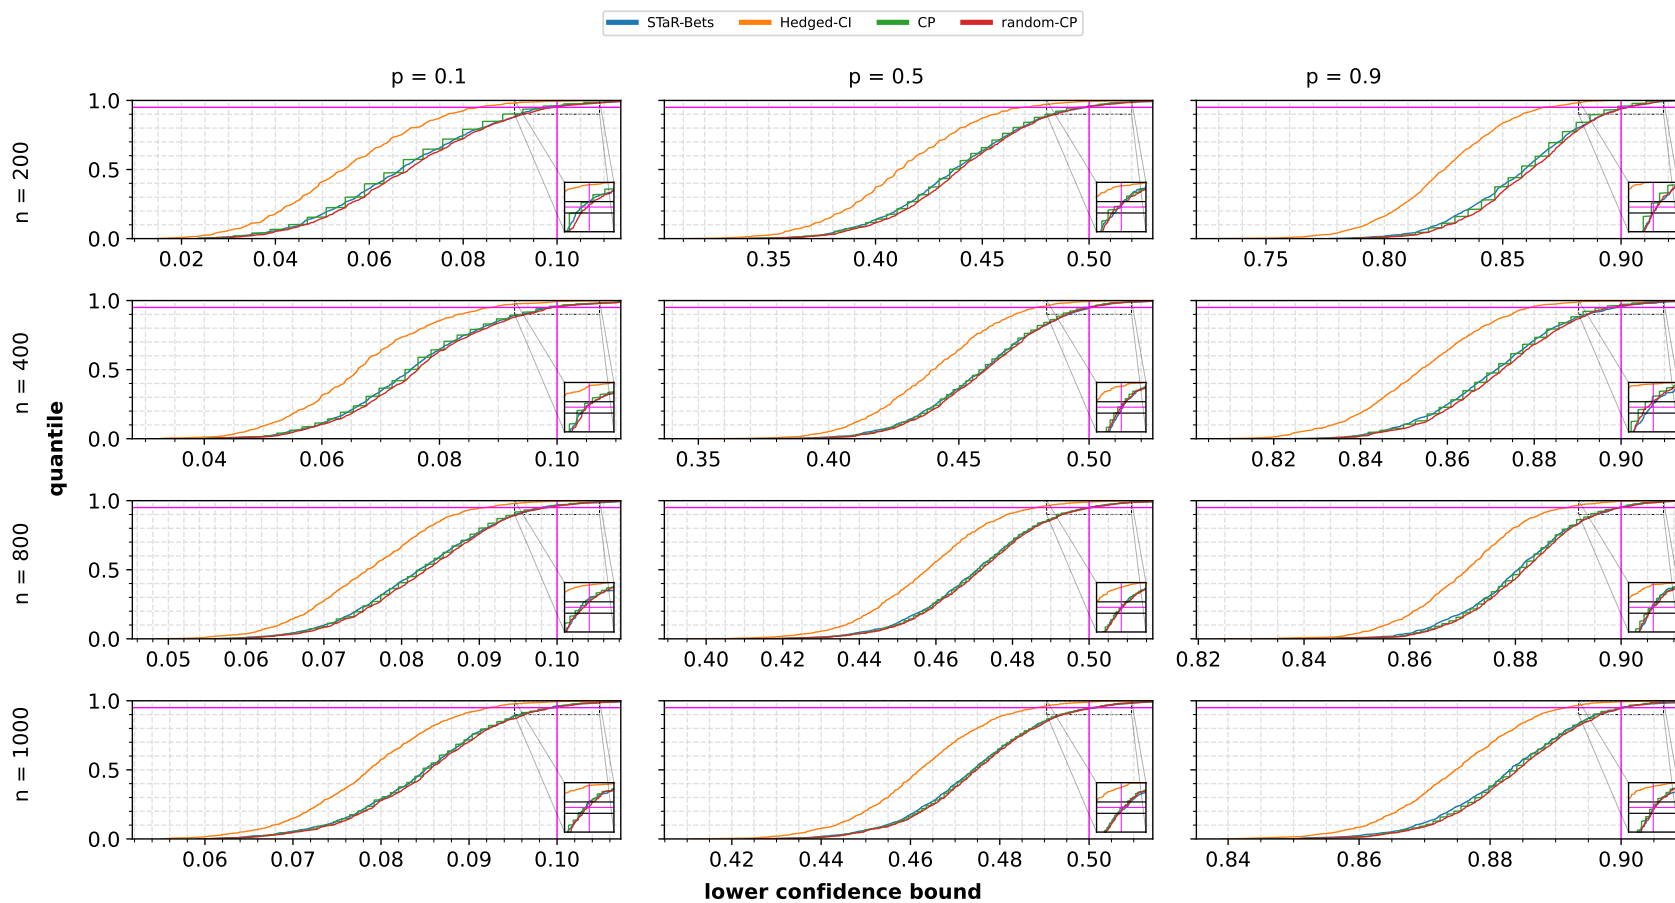 STaR-Bets Hedged-CI CP random-CP
p = 0.1 p = 0.5 p = 0.9
n = 200
1.0
0.5
0.0
0.02 0.04 0.06 0.08 0.10
0.35 0.40 0.45 0.50
0.75 0.80 0.85 0.90
n = 400
1.0
0.5
0.0
0.04 0.06 0.08 0.10
0.35 0.40 0.45 0.50
0.82 0.84 0.86 0.88 0.90
quantile
n = 800
1.0
0.5
0.0
0.05 0.06 0.07 0.08 0.09 0.10
0.40 0.42 0.44 0.46 0.48 0.50
0.82 0.84 0.86 0.88 0.90
n = 1000
1.0
0.5
0.0
0.06 0.07 0.08 0.09 0.10
0.42 0.44 0.46 0.48 0.50
0.84 0.86 0.88 0.90
lower confidence bound